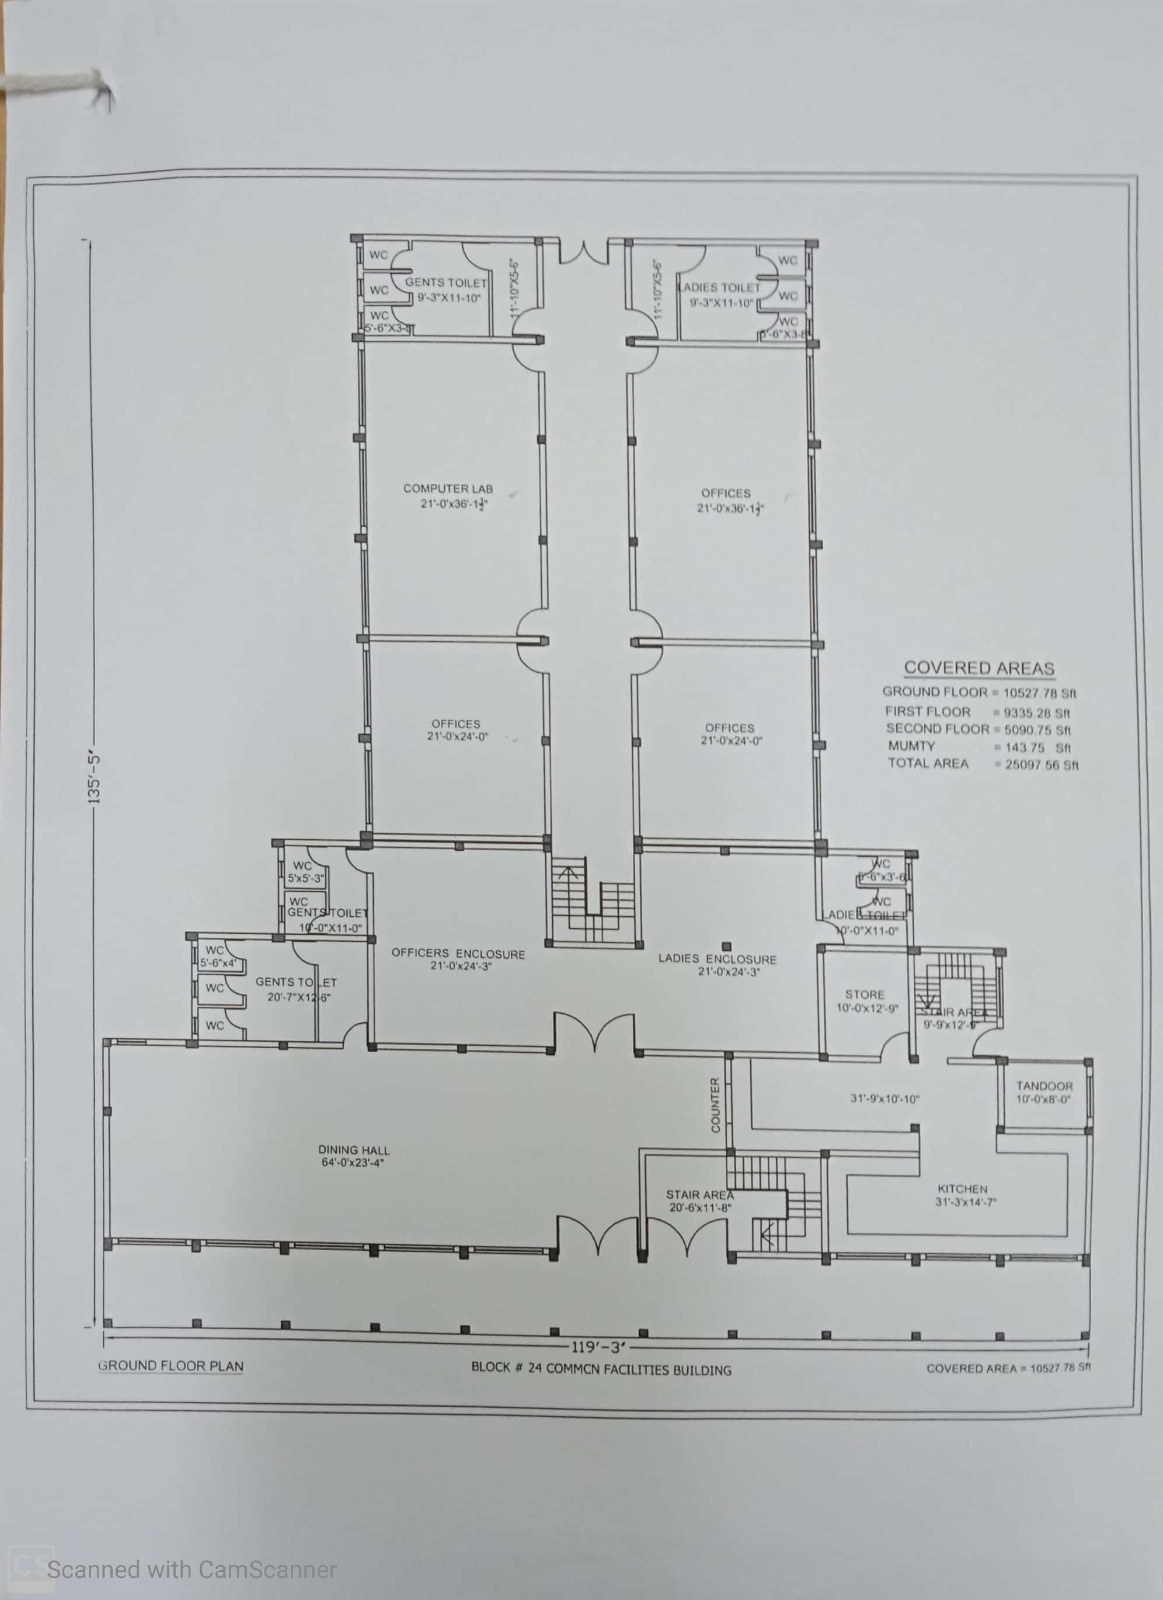 WC
GENTS TOILET
9'-3"X11-10"
WC
WC
5'-6"X3-
11'-10"X5-6"
11'-10"X5-6"
LADIES TOILET
9'-3"X11-10"
WC
WC
WC
COMPUTER LAB
21'-0'x36'-1½"
OFFICES
21'-0'x36'-1½"
OFFICES
21'-0'x24'-0"
OFFICES
21'-0'x24'-0"
COVERED AREAS
GROUND FLOOR = 10527.78 Sft
FIRST FLOOR = 9335.28 Sft
SECOND FLOOR = 5090.75 Sft
MUMTY = 143.75 Sft
TOTAL AREA = 25097.56 Sft
135'-5"
WC
5'x5'-3"
WC
GENTS TOILET
10'-0"X11-0"
WC
5'-6"x3'-6
WC
LADIES TOILET
10'-0"X11-0"
WC
5'-6"x4'
WC
WC
GENTS TOILET
20'-7"X12'-6"
OFFICERS ENCLOSURE
21'-0'x24'-3"
LADIES ENCLOSURE
21'-0'x24'-3"
STORE
10'-0'x12'-9"
STAIR AREA
9'-9'x12'-9
COUNTER
31'-9'x10'-10"
TANDOOR
10'-0'x8'-0"
DINING HALL
64'-0'x23'-4"
STAIR AREA
20'-6'x11'-8"
KITCHEN
31'-3'x14'-7"
119'-3"
GROUND FLOOR PLAN
BLOCK # 24 COMMCN FACILITIES BUILDING
COVERED AREA = 10527.78 Sft
CS Scanned with CamScanner